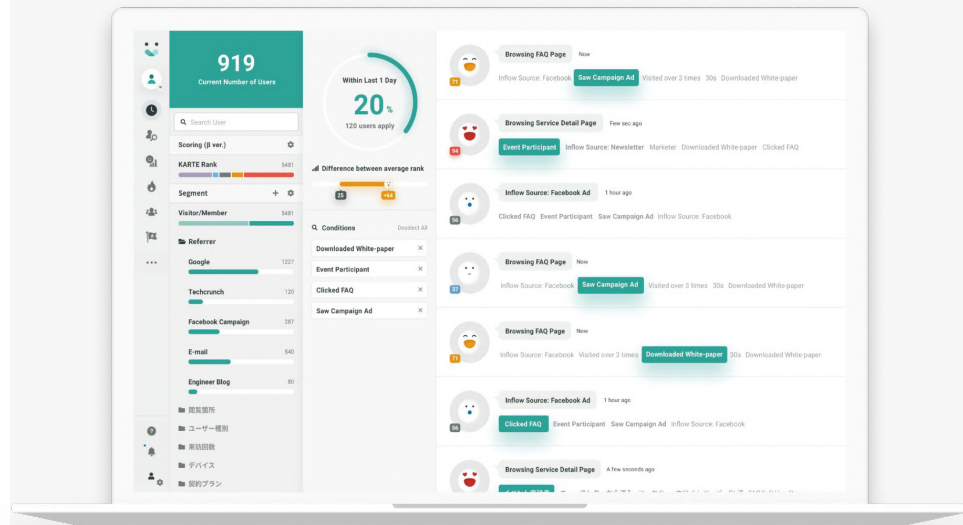 919
Current Number of Users
Search User
Scoring (β ver.)
KARTE Rank 5481
Segment +
Visitor/Member 5481
Referrer
Google 1227
Techcrunch 120
Facebook Campaign 287
E-mail 540
Engineer Blog 80
閲覧箇所
ユーザー種別
来訪回数
デバイス
契約プラン
Within Last 1 Day
20 %
120 users apply
Difference between average rank
25 +64
Conditions Deselect All
Downloaded White-paper ×
Event Participant ×
Clicked FAQ ×
Saw Campaign Ad ×
71
Browsing FAQ Page Now
Inflow Source: Facebook Saw Campaign Ad Visited over 3 times 30s Downloaded White-paper
94
Browsing Service Detail Page Few sec ago
Event Participant Inflow Source: Newsletter Marketer Downloaded White-paper Clicked FAQ
56
Inflow Source: Facebook Ad 1 hour ago
Clicked FAQ Event Participant Saw Campaign Ad Inflow Source: Facebook
37
Browsing FAQ Page Now
Inflow Source: Facebook Saw Campaign Ad Visited over 3 times 30s Downloaded White-paper
71
Browsing FAQ Page Now
Inflow Source: Facebook Visited over 3 times Downloaded White-paper 30s Downloaded White-paper
56
Inflow Source: Facebook Ad 1 hour ago
Clicked FAQ Event Participant Saw Campaign Ad Inflow Source: Facebook
Browsing Service Detail Page A few seconds ago